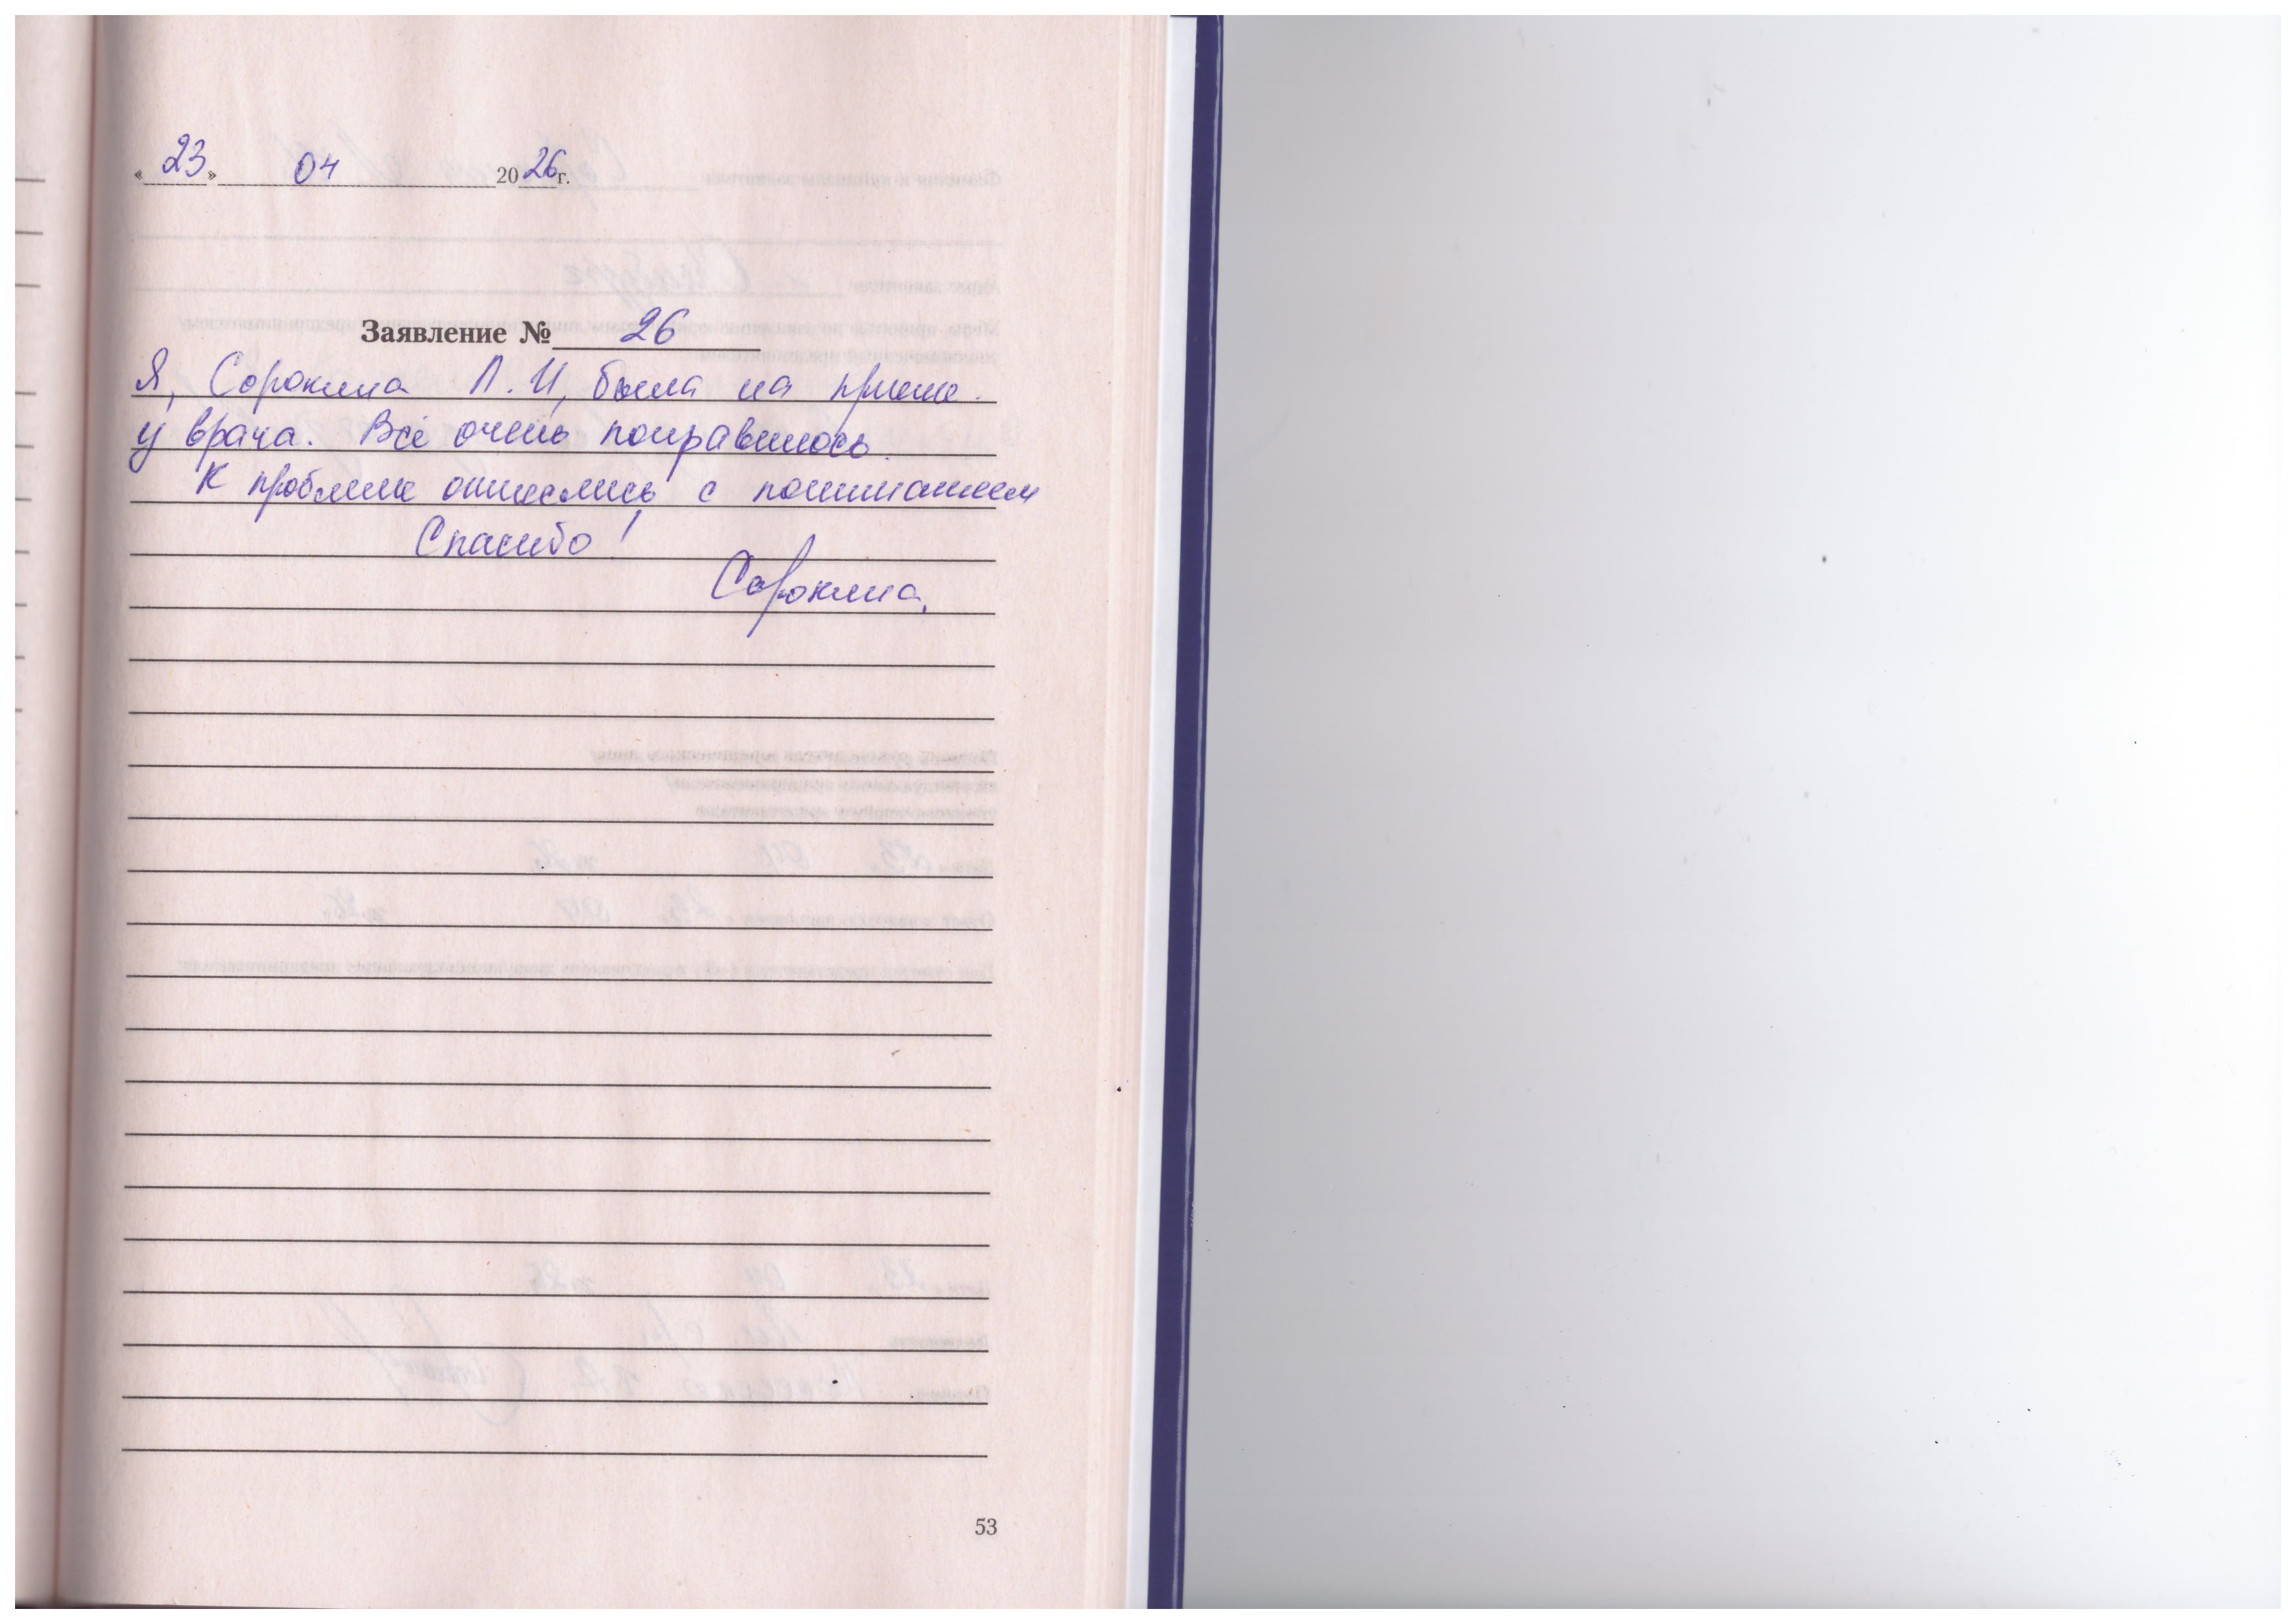 «23» 04 2026г.
Заявление № 26
Я, Сорокина Л.И, была на приеме
у врача. Всё очень понравилось.
К проблеме отнеслись с пониманием
Спасибо!
Сорокина.
53